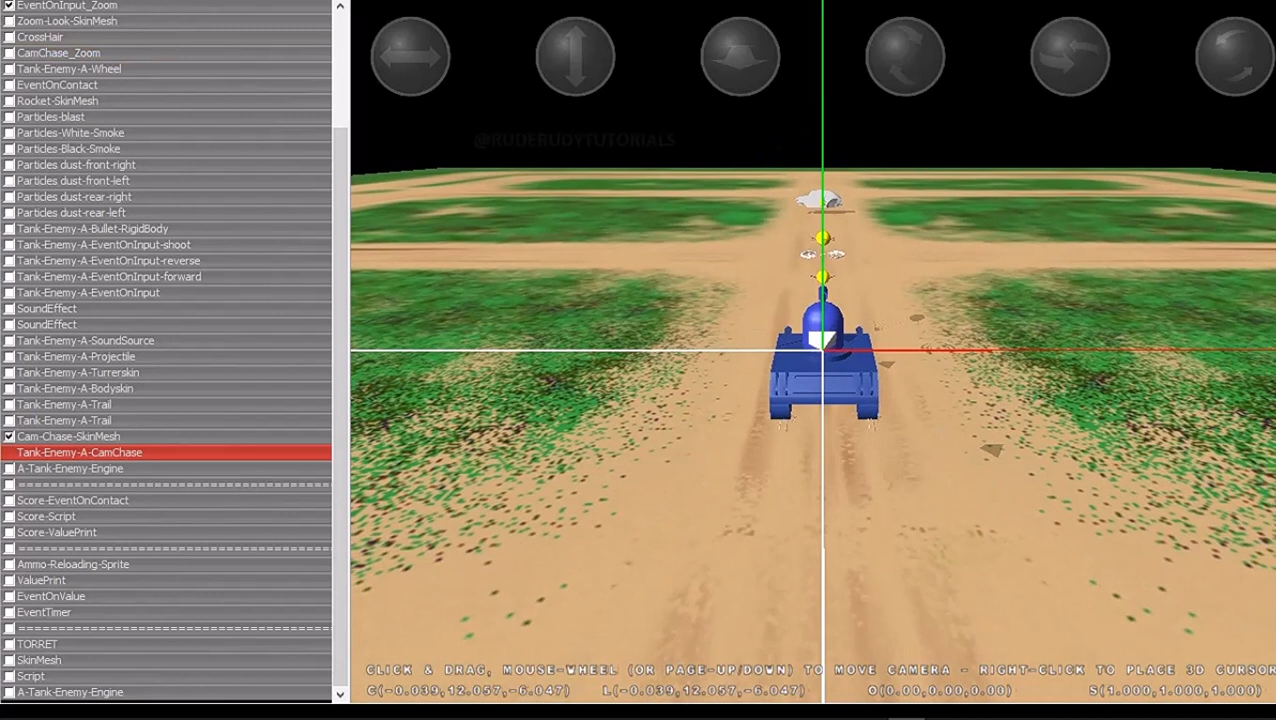 EventOnInput_Zoom
Zoom-Look-SkinMesh
CrossHair
CamChase_Zoom
Tank-Enemy-A-Wheel
EventOnContact
Rocket-SkinMesh
Particles-blast
Particles-White-Smoke
Particles-Black-Smoke
Particles dust-front-right
Particles dust-front-left
Particles dust-rear-right
Particles dust-rear-left
Tank-Enemy-A-Bullet-RigidBody
Tank-Enemy-A-EventOnInput-shoot
Tank-Enemy-A-EventOnInput-reverse
Tank-Enemy-A-EventOnInput-forward
Tank-Enemy-A-EventOnInput
SoundEffect
SoundEffect
Tank-Enemy-A-SoundSource
Tank-Enemy-A-Projectile
Tank-Enemy-A-Turrerskin
Tank-Enemy-A-Bodyskin
Tank-Enemy-A-Trail
Tank-Enemy-A-Trail
Cam-Chase-SkinMesh
Tank-Enemy-A-CamChase
A-Tank-Enemy-Engine
=======================================
Score-EventOnContact
Score-Script
Score-ValuePrint
=======================================
Ammo-Reloading-Sprite
ValuePrint
EventOnValue
EventTimer
=======================================
TORRET
SkinMesh
Script
A-Tank-Enemy-Engine
@RUDERUDYTUTORIALS
CLICK & DRAG, MOUSE-WHEEL (OR PAGE-UP/DOWN) TO MOVE CAMERA - RIGHT-CLICK TO PLACE 3D CURSOR
C(-0.039,12.057,-6.047) L(-0.039,12.057,-6.047) O(0.00,0.00,0.00) S(1.000,1.000,1.000)